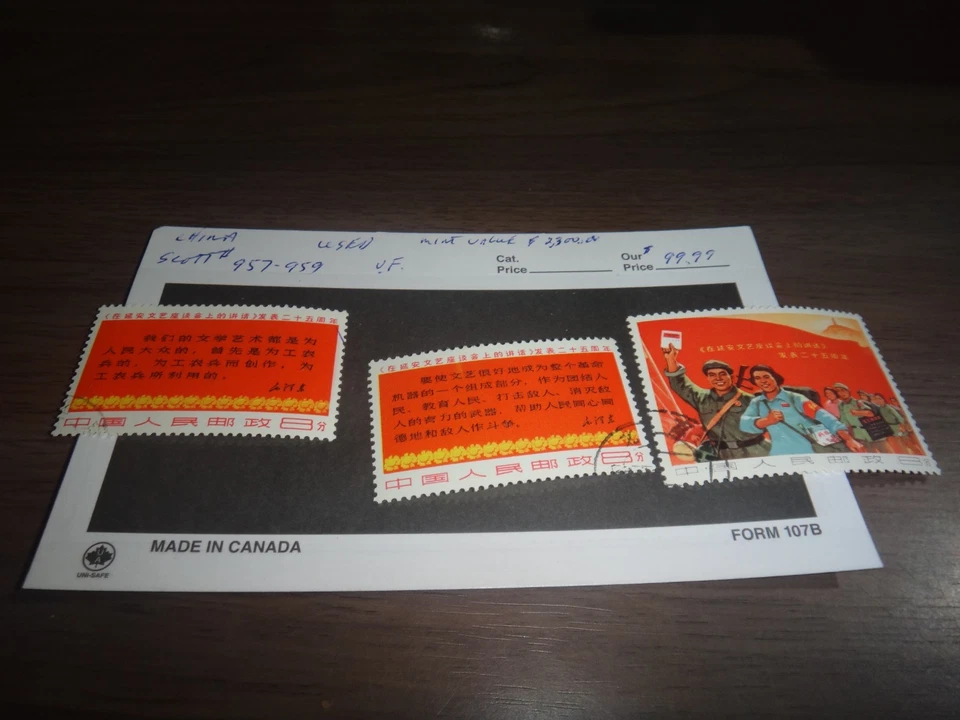 CHINA USED MINT VALUE $ 2,300.00
SCOTT# 957-959 V.F. Cat. Price Our Price $ 99.99
《在延安文艺座谈会上的讲话》发表二十五周年
我们的文学艺术都是为
人民大众的，首先是为工农
兵的，为工农兵而创作，为
工农兵所利用的。
毛泽东
中国人民邮政8分
《在延安文艺座谈会上的讲话》发表二十五周年
要使文艺很好地成为整个革命
机器的一个组成部分，作为团结人
民、教育人民、打击敌人、消灭敌
人的有力的武器，帮助人民同心同
德地和敌人作斗争。
毛泽东
中国人民邮政8分
《在延安文艺座谈会上的讲话》
发表二十五周年
中国人民邮政8分
UNI-SAFE
MADE IN CANADA
FORM 107B